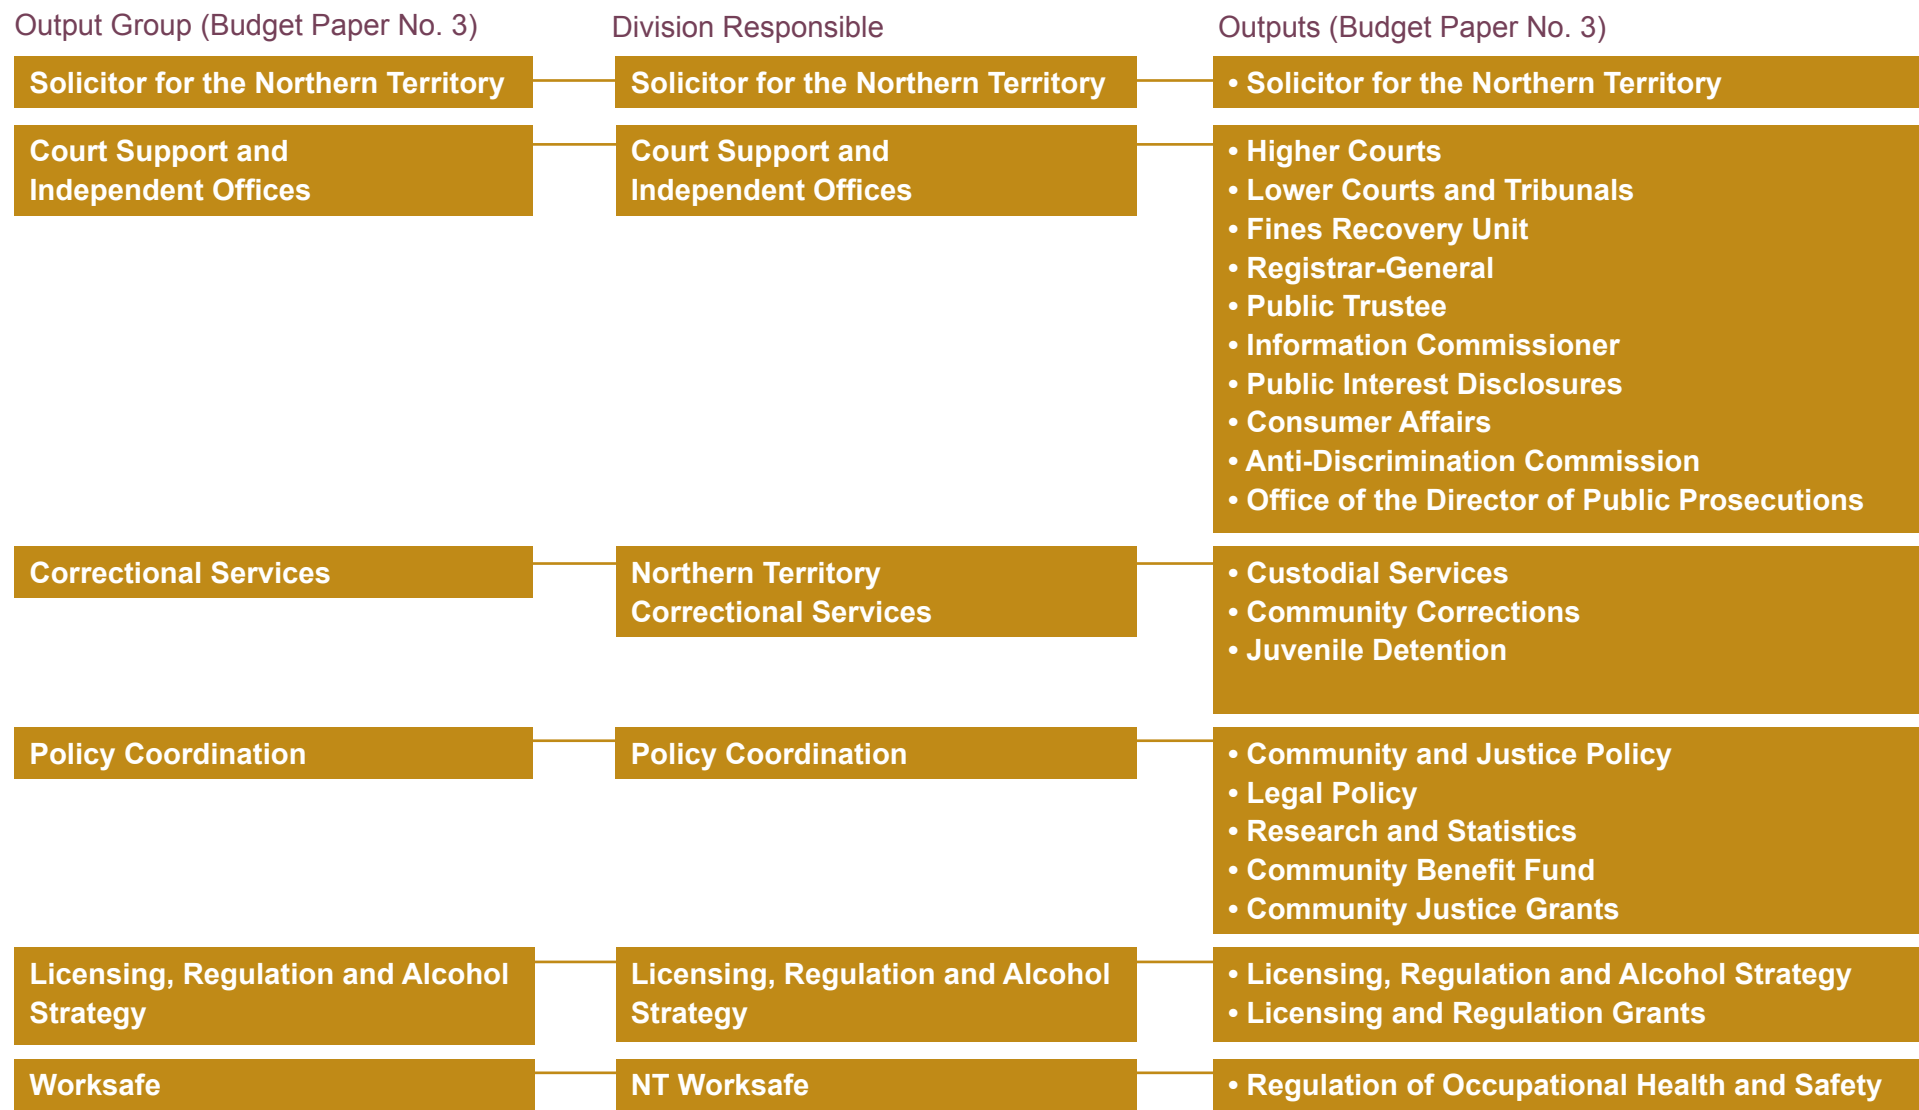 Output Group (Budget Paper No. 3)
Division Responsible
Outputs (Budget Paper No. 3)
Solicitor for the Northern Territory
Solicitor for the Northern Territory
• Solicitor for the Northern Territory
Court Support and
Independent Offices
Court Support and
Independent Offices
• Higher Courts
• Lower Courts and Tribunals
• Fines Recovery Unit
• Registrar-General
• Public Trustee
• Information Commissioner
• Public Interest Disclosures
• Consumer Affairs
• Anti-Discrimination Commission
• Office of the Director of Public Prosecutions
Correctional Services
Northern Territory
Correctional Services
• Custodial Services
• Community Corrections
• Juvenile Detention
Policy Coordination
Policy Coordination
• Community and Justice Policy
• Legal Policy
• Research and Statistics
• Community Benefit Fund
• Community Justice Grants
Licensing, Regulation and Alcohol
Strategy
Licensing, Regulation and Alcohol
Strategy
• Licensing, Regulation and Alcohol Strategy
• Licensing and Regulation Grants
Worksafe
NT Worksafe
• Regulation of Occupational Health and Safety